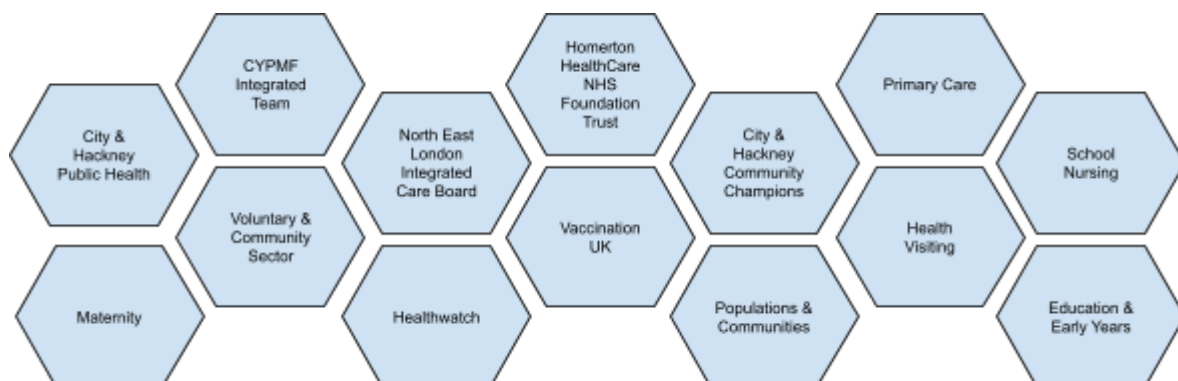 CYPMF
Integrated
Team
Homerton
HealthCare
NHS
Foundation
Trust
Primary Care
City &
Hackney
Public Health
North East
London
Integrated
Care Board
City &
Hackney
Community
Champions
School
Nursing
Voluntary &
Community
Sector
Vaccination
UK
Health
Visiting
Maternity
Healthwatch
Populations &
Communities
Education &
Early Years